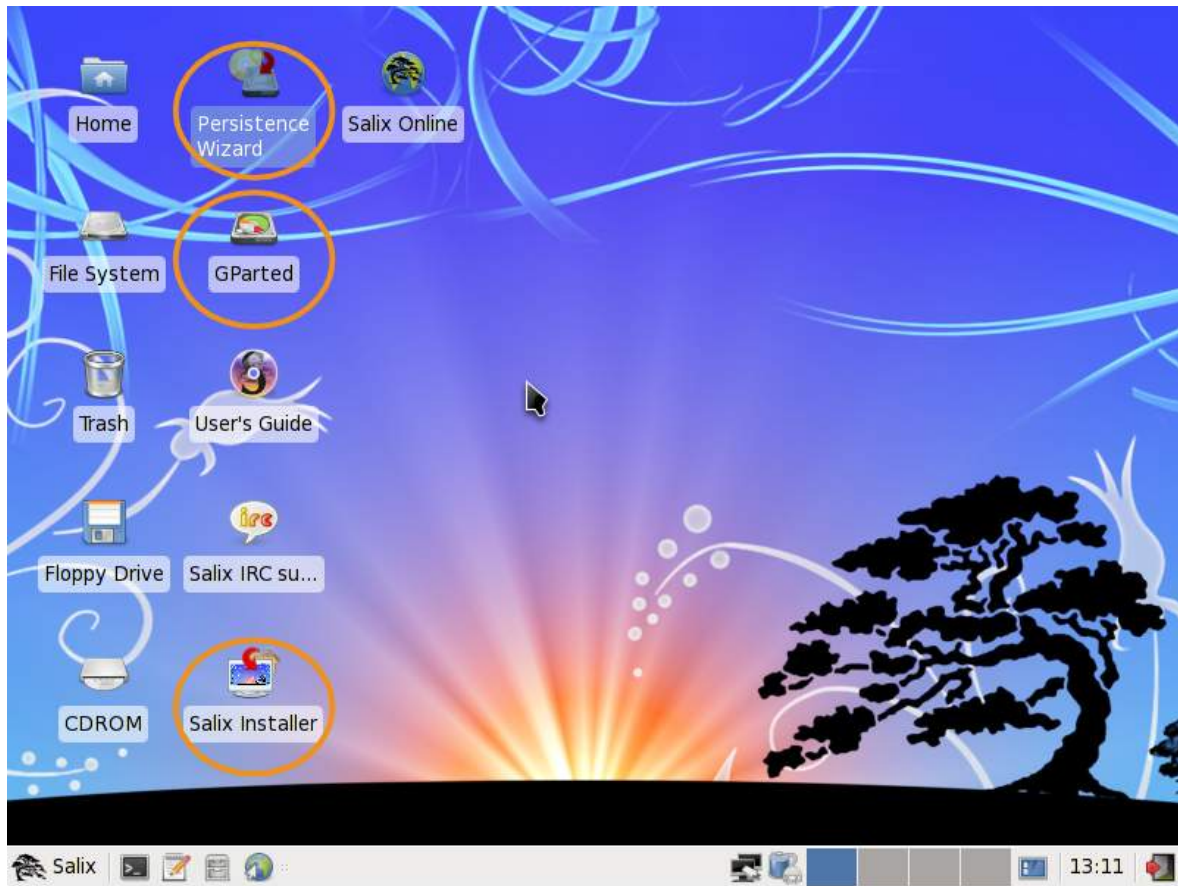 Home
Persistence
Wizard
Salix Online
File System
GParted
Trash
User's Guide
Floppy Drive
irc
Salix IRC su...
CDROM
Salix Installer
Salix
13:11